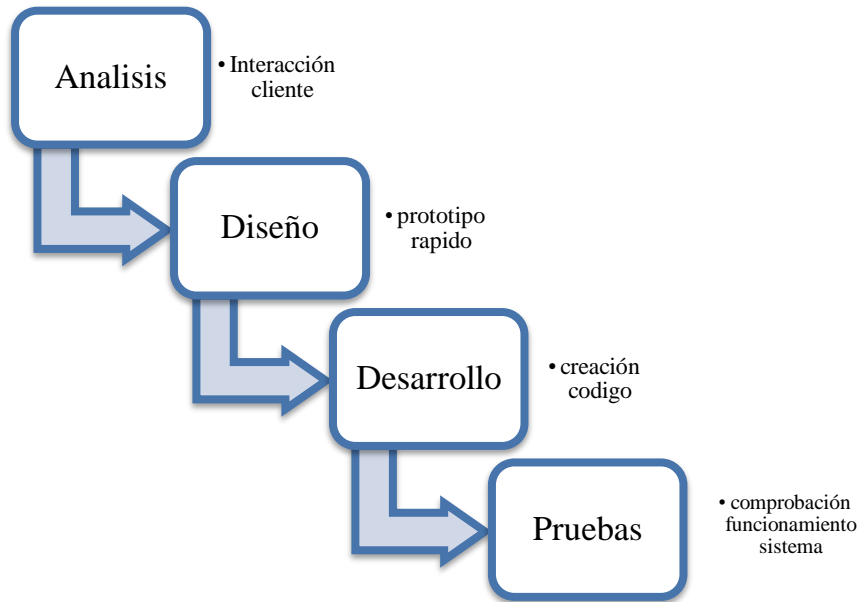 Analisis
• Interacción
cliente
Diseño
• prototipo
rapido
Desarrollo
• creación
codigo
Pruebas
• comprobación
funcionamiento
sistema